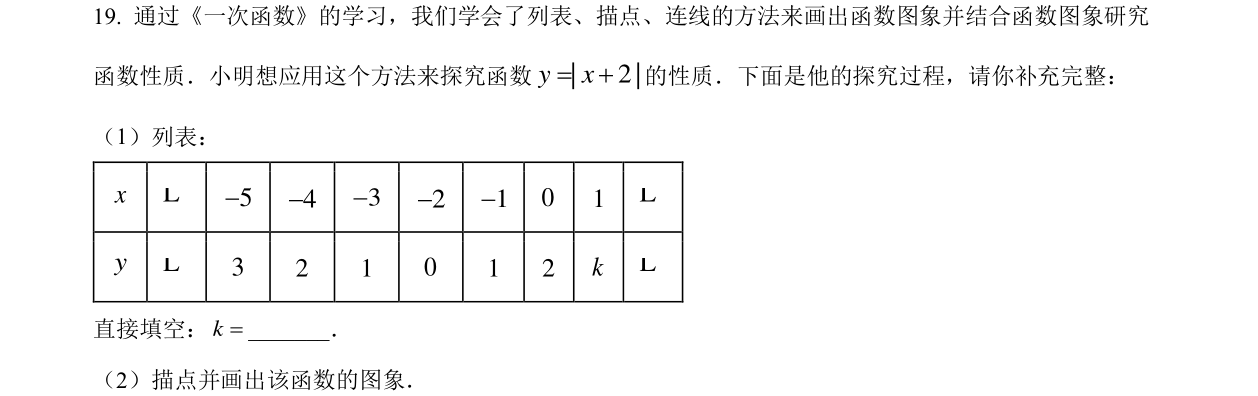 19. 通过《一次函数》的学习，我们学会了列表、描点、连线的方法来画出函数图象并结合函数图象研究
函数性质．小明想应用这个方法来探究函数 y=|x+2| 的性质．下面是他的探究过程，请你补充完整：
（1）列表：
x L −5 −4 −3 −2 −1 0 1 L
y L 3 2 1 0 1 2 k L
直接填空：k = _______．
（2）描点并画出该函数的图象．